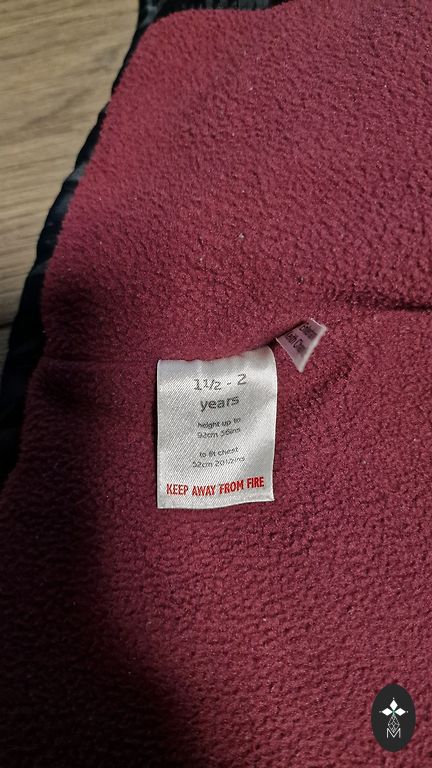 1½ - 2
years
height up to
92cm 36ins
to fit chest
52cm 20½ins
KEEP AWAY FROM FIRE
M